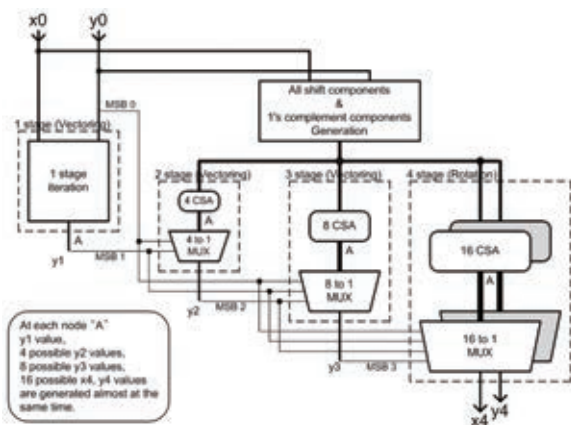 x0 y0
All shift components
&
1's complement components
Generation
MSB 0
1 stage (Vectoring)
1 stage
iteration
2 stage (Vectoring)
3 stage (Vectoring)
4 stage (Rotation)
4 CSA
8 CSA
16 CSA
A
A
A
A
4 to 1
MUX
y1
MSB 1
8 to 1
MUX
y2
MSB 2
16 to 1
MUX
y3
MSB 3
x4
y4
At each node "A"
y1 value,
4 possible y2 values,
8 possible y3 values,
16 possible x4, y4 values
are generated almost at the
same time.